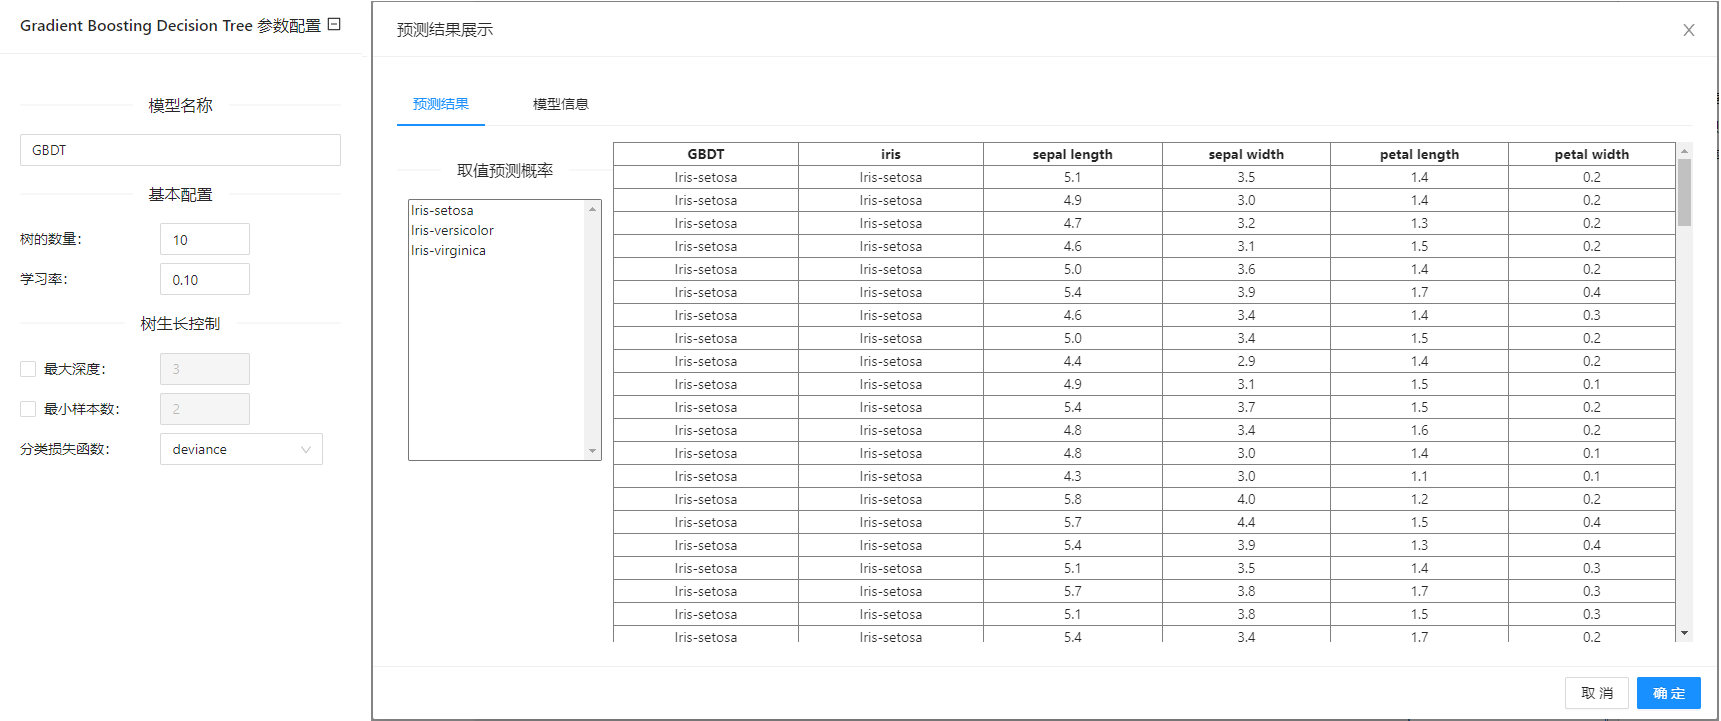 Gradient Boosting Decision Tree 参数配置
模型名称
GBDT
基本配置
树的数量: 10
学习率: 0.10
树生长控制
最大深度: 3
最小样本数: 2
分类损失函数: deviance
预测结果展示
预测结果 模型信息
取值预测概率
Iris-setosa
Iris-versicolor
Iris-virginica
GBDT iris sepal length sepal width petal length petal width
Iris-setosa Iris-setosa 5.1 3.5 1.4 0.2
Iris-setosa Iris-setosa 4.9 3.0 1.4 0.2
Iris-setosa Iris-setosa 4.7 3.2 1.3 0.2
Iris-setosa Iris-setosa 4.6 3.1 1.5 0.2
Iris-setosa Iris-setosa 5.0 3.6 1.4 0.2
Iris-setosa Iris-setosa 5.4 3.9 1.7 0.4
Iris-setosa Iris-setosa 4.6 3.4 1.4 0.3
Iris-setosa Iris-setosa 5.0 3.4 1.5 0.2
Iris-setosa Iris-setosa 4.4 2.9 1.4 0.2
Iris-setosa Iris-setosa 4.9 3.1 1.5 0.1
Iris-setosa Iris-setosa 5.4 3.7 1.5 0.2
Iris-setosa Iris-setosa 4.8 3.4 1.6 0.2
Iris-setosa Iris-setosa 4.8 3.0 1.4 0.1
Iris-setosa Iris-setosa 4.3 3.0 1.1 0.1
Iris-setosa Iris-setosa 5.8 4.0 1.2 0.2
Iris-setosa Iris-setosa 5.7 4.4 1.5 0.4
Iris-setosa Iris-setosa 5.4 3.9 1.3 0.4
Iris-setosa Iris-setosa 5.1 3.5 1.4 0.3
Iris-setosa Iris-setosa 5.7 3.8 1.7 0.3
Iris-setosa Iris-setosa 5.1 3.8 1.5 0.3
Iris-setosa Iris-setosa 5.4 3.4 1.7 0.2
取 消 确 定